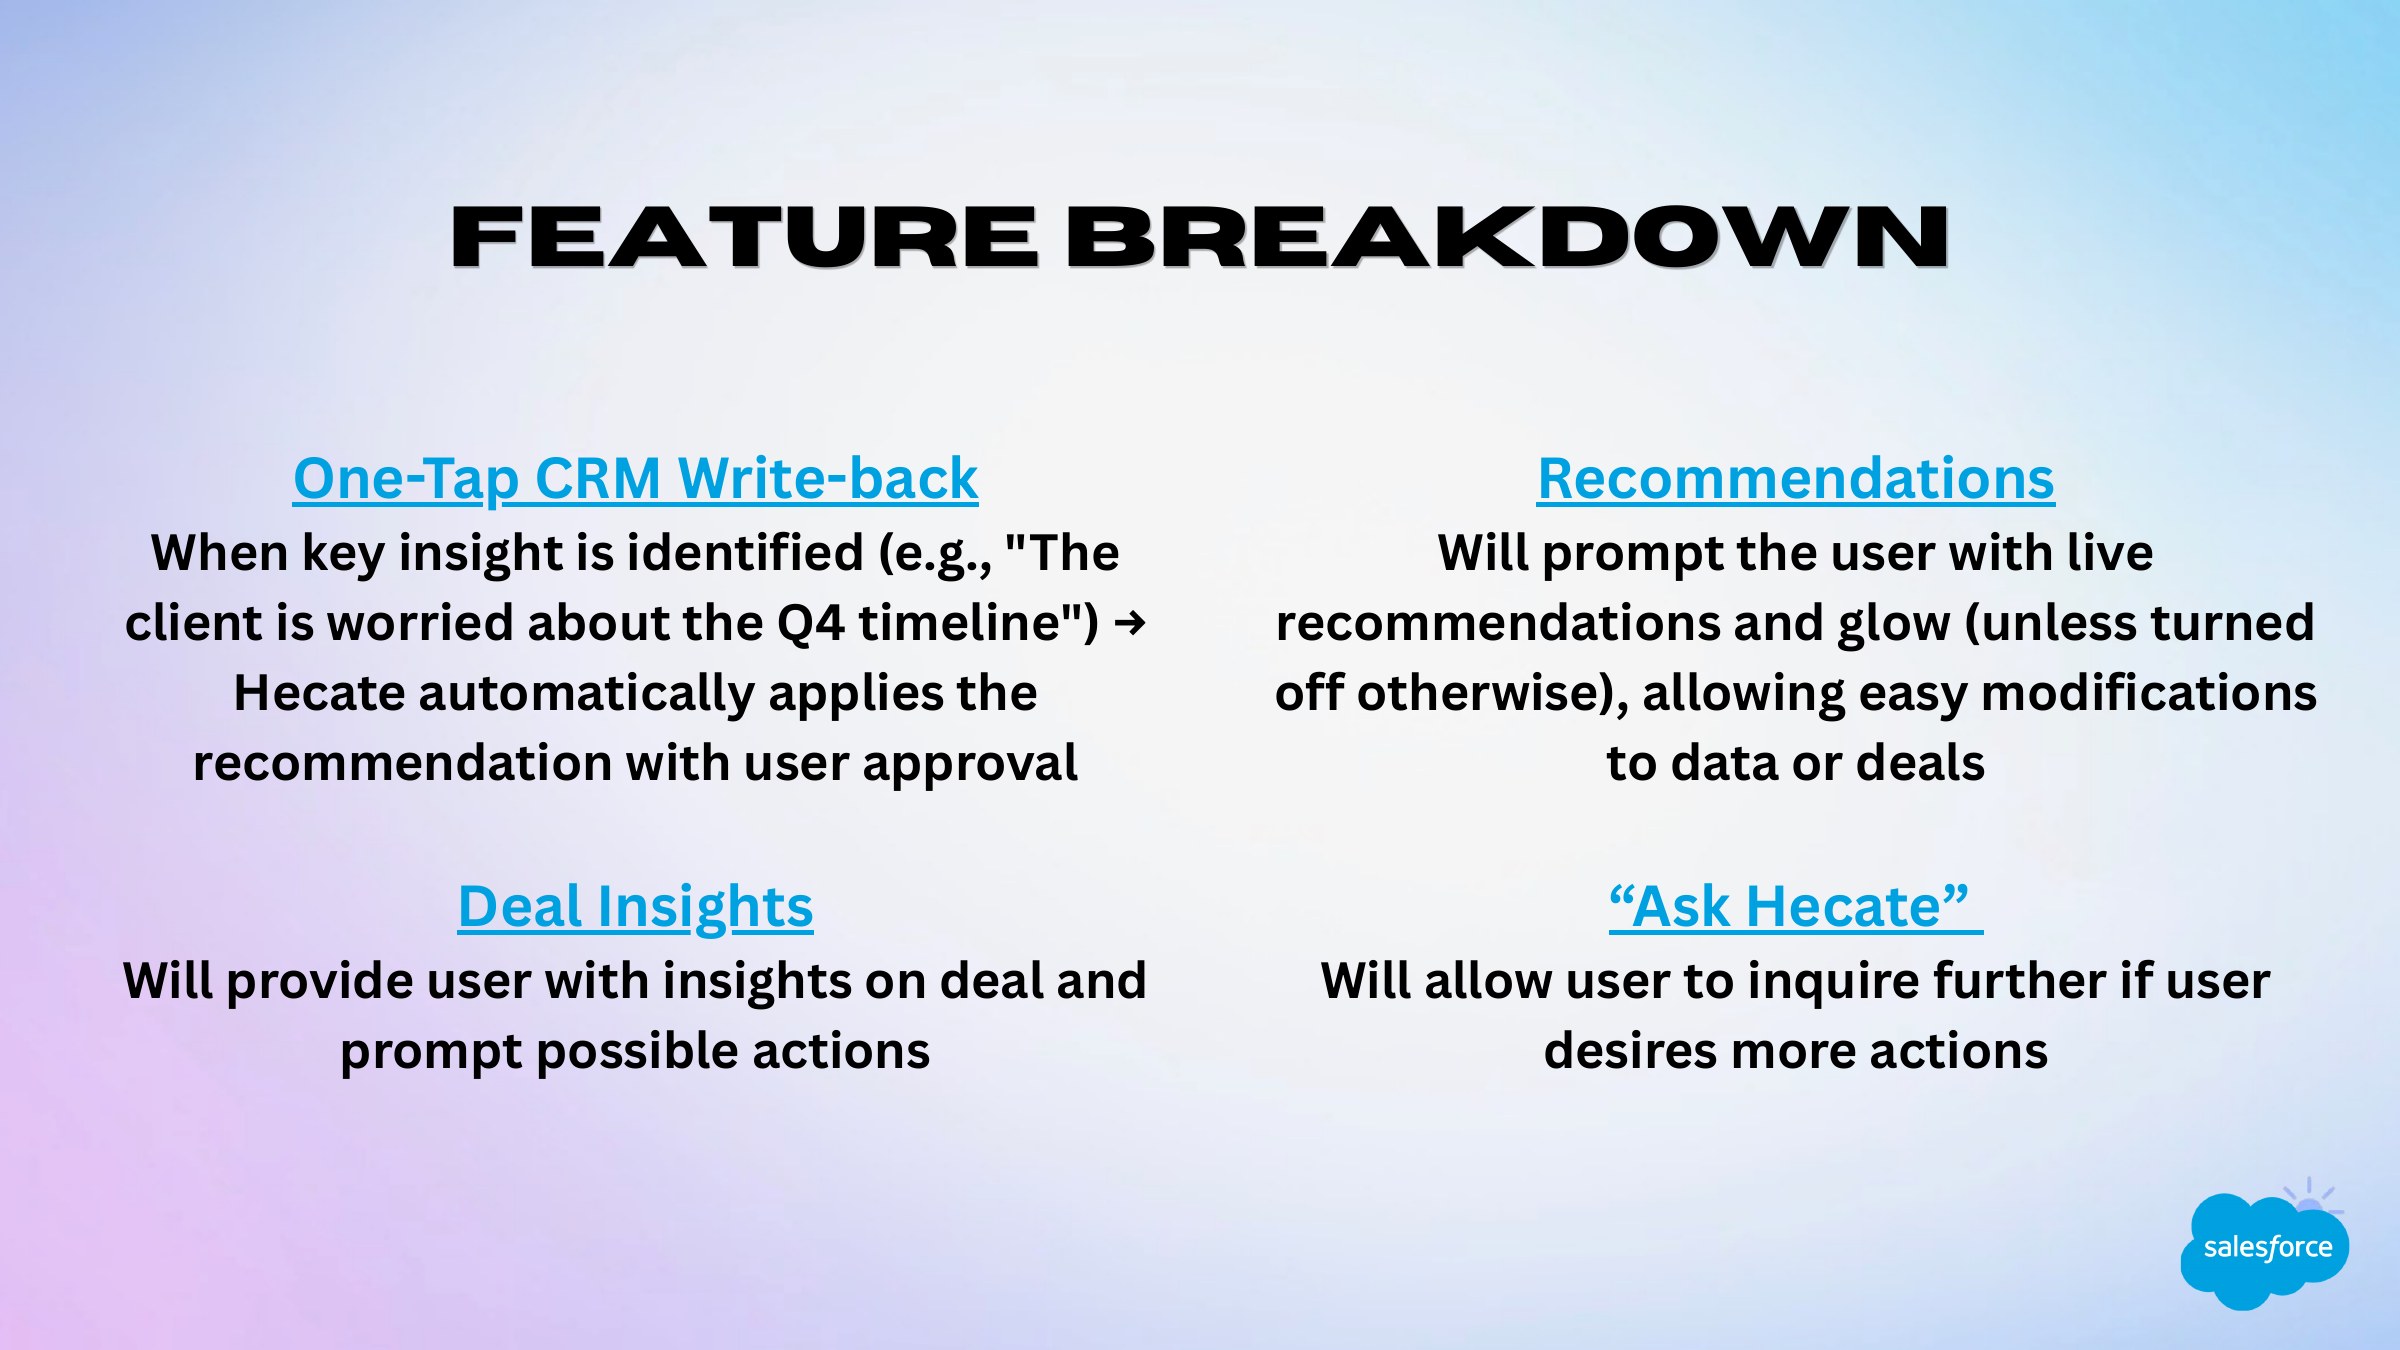 FEATURE BREAKDOWN
One-Tap CRM Write-back
When key insight is identified (e.g., "The
client is worried about the Q4 timeline") →
Hecate automatically applies the
recommendation with user approval
Recommendations
Will prompt the user with live
recommendations and glow (unless turned
off otherwise), allowing easy modifications
to data or deals
Deal Insights
Will provide user with insights on deal and
prompt possible actions
“Ask Hecate”
Will allow user to inquire further if user
desires more actions
salesforce